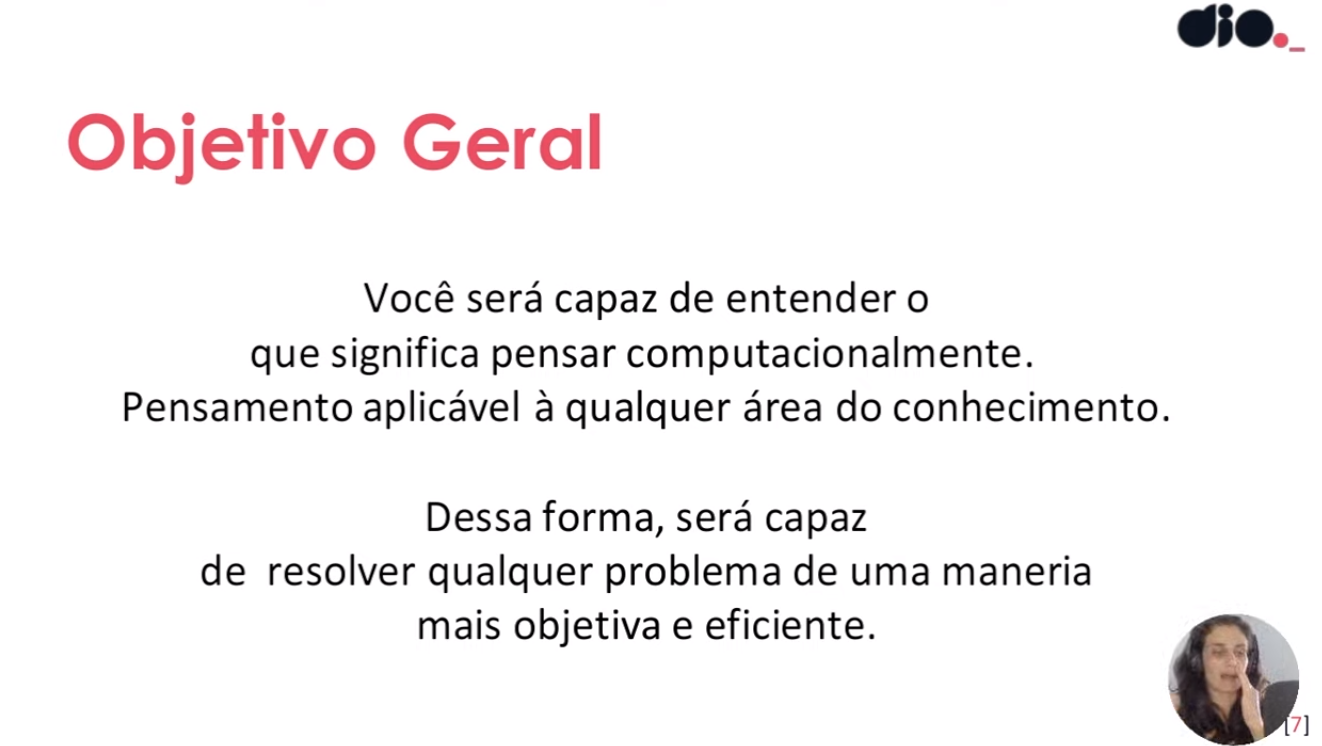 dio._
Objetivo Geral
Você será capaz de entender o
que significa pensar computacionalmente.
Pensamento aplicável à qualquer área do conhecimento.
Dessa forma, será capaz
de resolver qualquer problema de uma maneria
mais objetiva e eficiente.
[7]